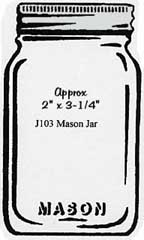 Approx
2" x 3-1/4"
J103 Mason Jar
MASON